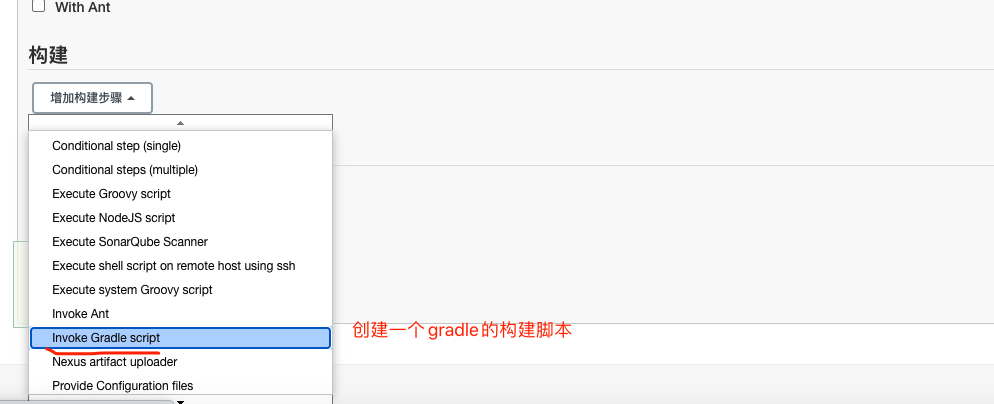 With Ant
构建
增加构建步骤
Conditional step (single)
Conditional steps (multiple)
Execute Groovy script
Execute NodeJS script
Execute SonarQube Scanner
Execute shell script on remote host using ssh
Execute system Groovy script
Invoke Ant
Invoke Gradle script
创建一个gradle的构建脚本
Nexus artifact uploader
Provide Configuration files